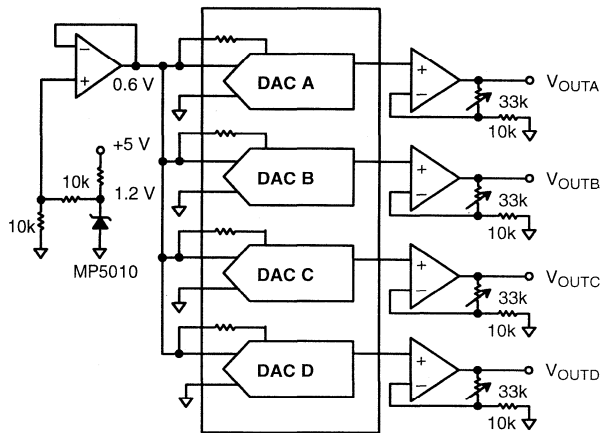 −
+
0.6 V
+5 V
10k
1.2 V
10k
MP5010
DAC A
+
−
V_OUTA
33k
10k
DAC B
+
−
V_OUTB
33k
10k
DAC C
+
−
V_OUTC
33k
10k
DAC D
+
−
V_OUTD
33k
10k